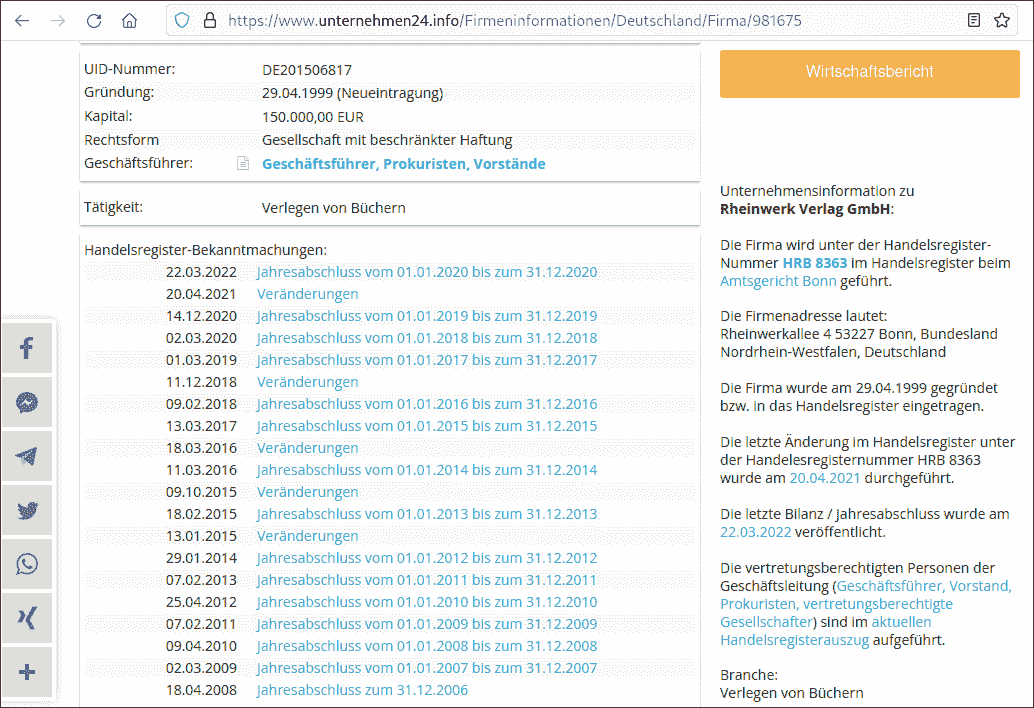 https://www.unternehmen24.info/Firmeninformationen/Deutschland/Firma/981675
UID-Nummer: DE201506817
Gründung: 29.04.1999 (Neueintragung)
Kapital: 150.000,00 EUR
Rechtsform Gesellschaft mit beschränkter Haftung
Geschäftsführer: Geschäftsführer, Prokuristen, Vorstände
Tätigkeit: Verlegen von Büchern
Handelsregister-Bekanntmachungen:
22.03.2022 Jahresabschluss vom 01.01.2020 bis zum 31.12.2020
20.04.2021 Veränderungen
14.12.2020 Jahresabschluss vom 01.01.2019 bis zum 31.12.2019
02.03.2020 Jahresabschluss vom 01.01.2018 bis zum 31.12.2018
01.03.2019 Jahresabschluss vom 01.01.2017 bis zum 31.12.2017
11.12.2018 Veränderungen
09.02.2018 Jahresabschluss vom 01.01.2016 bis zum 31.12.2016
13.03.2017 Jahresabschluss vom 01.01.2015 bis zum 31.12.2015
18.03.2016 Veränderungen
11.03.2016 Jahresabschluss vom 01.01.2014 bis zum 31.12.2014
09.10.2015 Veränderungen
18.02.2015 Jahresabschluss vom 01.01.2013 bis zum 31.12.2013
13.01.2015 Veränderungen
29.01.2014 Jahresabschluss vom 01.01.2012 bis zum 31.12.2012
07.02.2013 Jahresabschluss vom 01.01.2011 bis zum 31.12.2011
25.04.2012 Jahresabschluss vom 01.01.2010 bis zum 31.12.2010
07.02.2011 Jahresabschluss vom 01.01.2009 bis zum 31.12.2009
09.04.2010 Jahresabschluss vom 01.01.2008 bis zum 31.12.2008
02.03.2009 Jahresabschluss vom 01.01.2007 bis zum 31.12.2007
18.04.2008 Jahresabschluss zum 31.12.2006
Wirtschaftsbericht
Unternehmensinformation zu
Rheinwerk Verlag GmbH:
Die Firma wird unter der Handelsregister-
Nummer HRB 8363 im Handelsregister beim
Amtsgericht Bonn geführt.
Die Firmenadresse lautet:
Rheinwerkallee 4 53227 Bonn, Bundesland
Nordrhein-Westfalen, Deutschland
Die Firma wurde am 29.04.1999 gegründet
bzw. in das Handelsregister eingetragen.
Die letzte Änderung im Handelsregister unter
der Handelesregisternummer HRB 8363
wurde am 20.04.2021 durchgeführt.
Die letzte Bilanz / Jahresabschluss wurde am
22.03.2022 veröffentlicht.
Die vertretungsberechtigten Personen der
Geschäftsleitung (Geschäftsführer, Vorstand,
Prokuristen, vertretungsberechtigte
Gesellschafter) sind im aktuellen
Handelsregisterauszug aufgeführt.
Branche:
Verlegen von Büchern